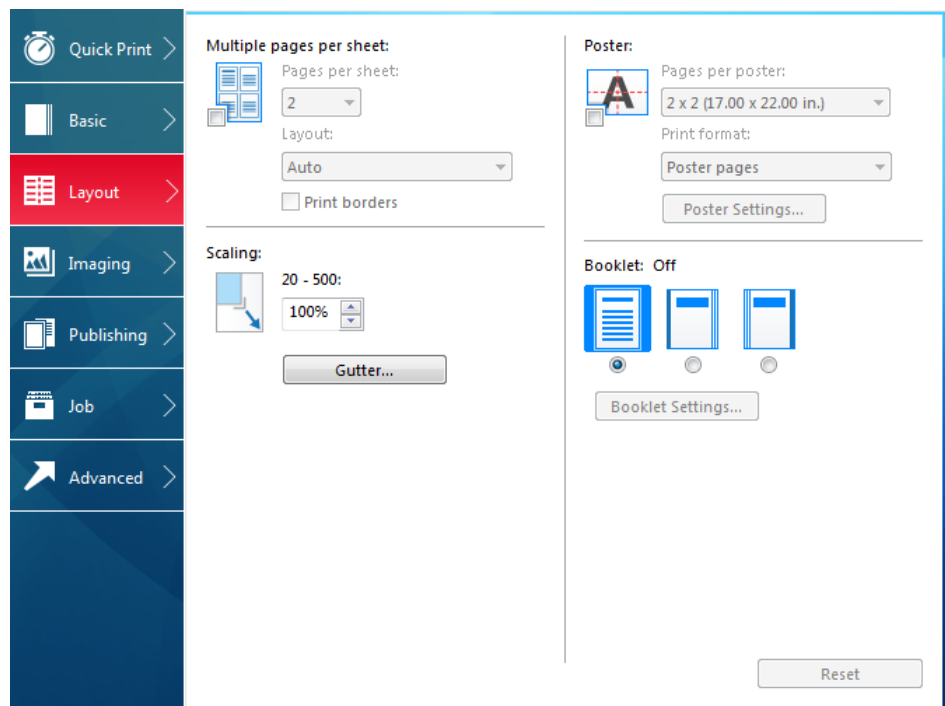 Quick Print
Basic
Layout
Imaging
Publishing
Job
Advanced
Multiple pages per sheet:
Pages per sheet:
2
Layout:
Auto
Print borders
Scaling:
20 - 500:
100%
Gutter...
Poster:
A
Pages per poster:
2 x 2 (17.00 x 22.00 in.)
Print format:
Poster pages
Poster Settings...
Booklet: Off
Booklet Settings...
Reset